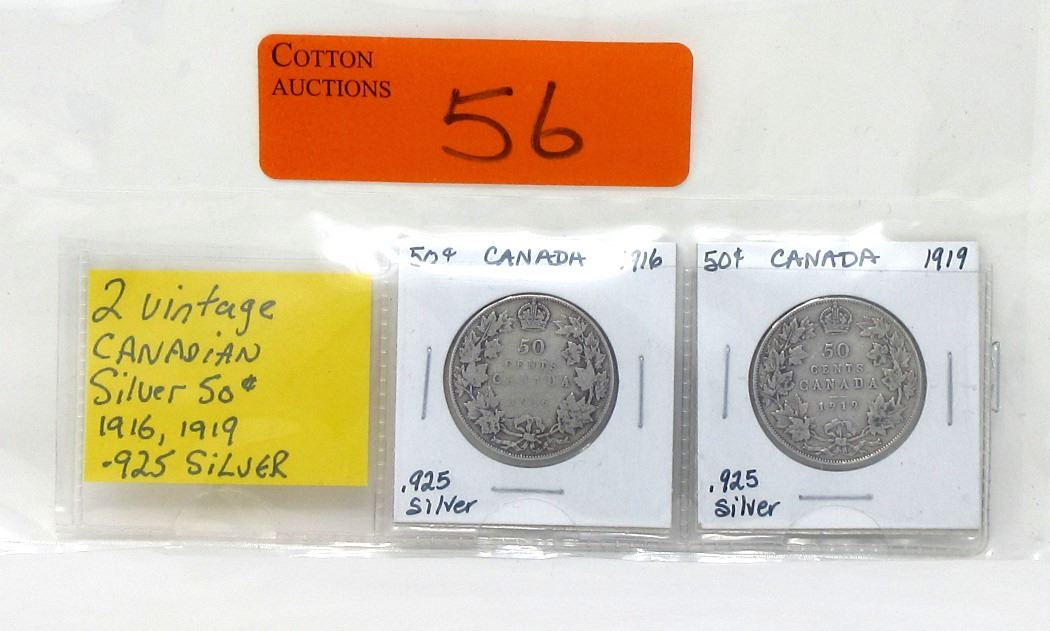 COTTON
AUCTIONS
56
2 vintage
CANADIAN
Silver 50¢
1916, 1919
.925 SILVER
50¢ CANADA 1916
50
CENTS
CANADA
1916
.925
Silver
50¢ CANADA 1919
50
CENTS
CANADA
1919
.925
Silver